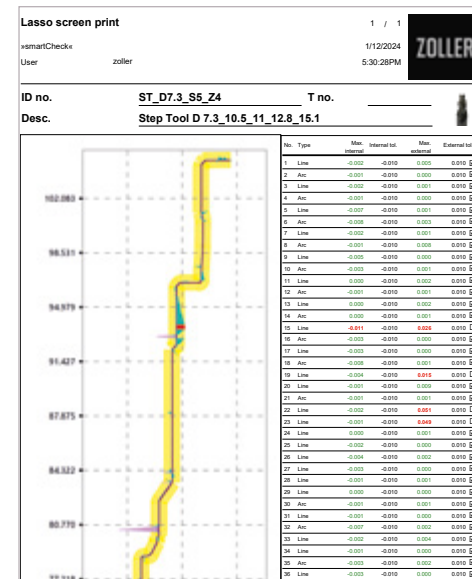 Lasso screen print
1 / 1
»smartCheck«
1/12/2024
User zoller
5:30:28PM
ZOLLER
ID no. ST_D7.3_S5_Z4 T no.
Desc. Step Tool D 7.3_10.5_11_12.8_15.1
No. Type Max. internal Internal tol. Max. external External tol.
1 Line -0.002 -0.010 0.005 0.010
2 Arc -0.001 -0.010 0.000 0.010
3 Line -0.002 -0.010 0.001 0.010
4 Arc -0.001 -0.010 0.000 0.010
5 Line -0.007 -0.010 0.001 0.010
6 Arc -0.008 -0.010 0.003 0.010
7 Line -0.002 -0.010 0.001 0.010
8 Arc -0.001 -0.010 0.008 0.010
9 Line -0.005 -0.010 0.000 0.010
10 Arc -0.003 -0.010 0.001 0.010
11 Line 0.000 -0.010 0.002 0.010
12 Arc -0.001 -0.010 0.001 0.010
13 Line 0.000 -0.010 0.002 0.010
14 Arc 0.000 -0.010 0.001 0.010
15 Line -0.011 -0.010 0.026 0.010
16 Arc -0.003 -0.010 0.000 0.010
17 Line -0.003 -0.010 0.000 0.010
18 Arc -0.008 -0.010 0.001 0.010
19 Line -0.004 -0.010 0.015 0.010
20 Line -0.001 -0.010 0.009 0.010
21 Arc -0.001 -0.010 0.001 0.010
22 Line -0.002 -0.010 0.051 0.010
23 Line -0.001 -0.010 0.049 0.010
24 Line 0.000 -0.010 0.001 0.010
25 Line -0.002 -0.010 0.000 0.010
26 Line -0.004 -0.010 0.002 0.010
27 Line -0.003 -0.010 0.000 0.010
28 Line -0.001 -0.010 0.001 0.010
29 Line 0.000 -0.010 0.000 0.010
30 Arc -0.001 -0.010 0.001 0.010
31 Line -0.001 -0.010 0.000 0.010
32 Arc -0.007 -0.010 0.002 0.010
33 Line -0.002 -0.010 0.004 0.010
34 Line -0.001 -0.010 0.000 0.010
35 Arc -0.003 -0.010 0.002 0.010
36 Line -0.003 -0.010 0.000 0.010
102.083
98.531
94.979
91.427
87.875
84.322
80.770